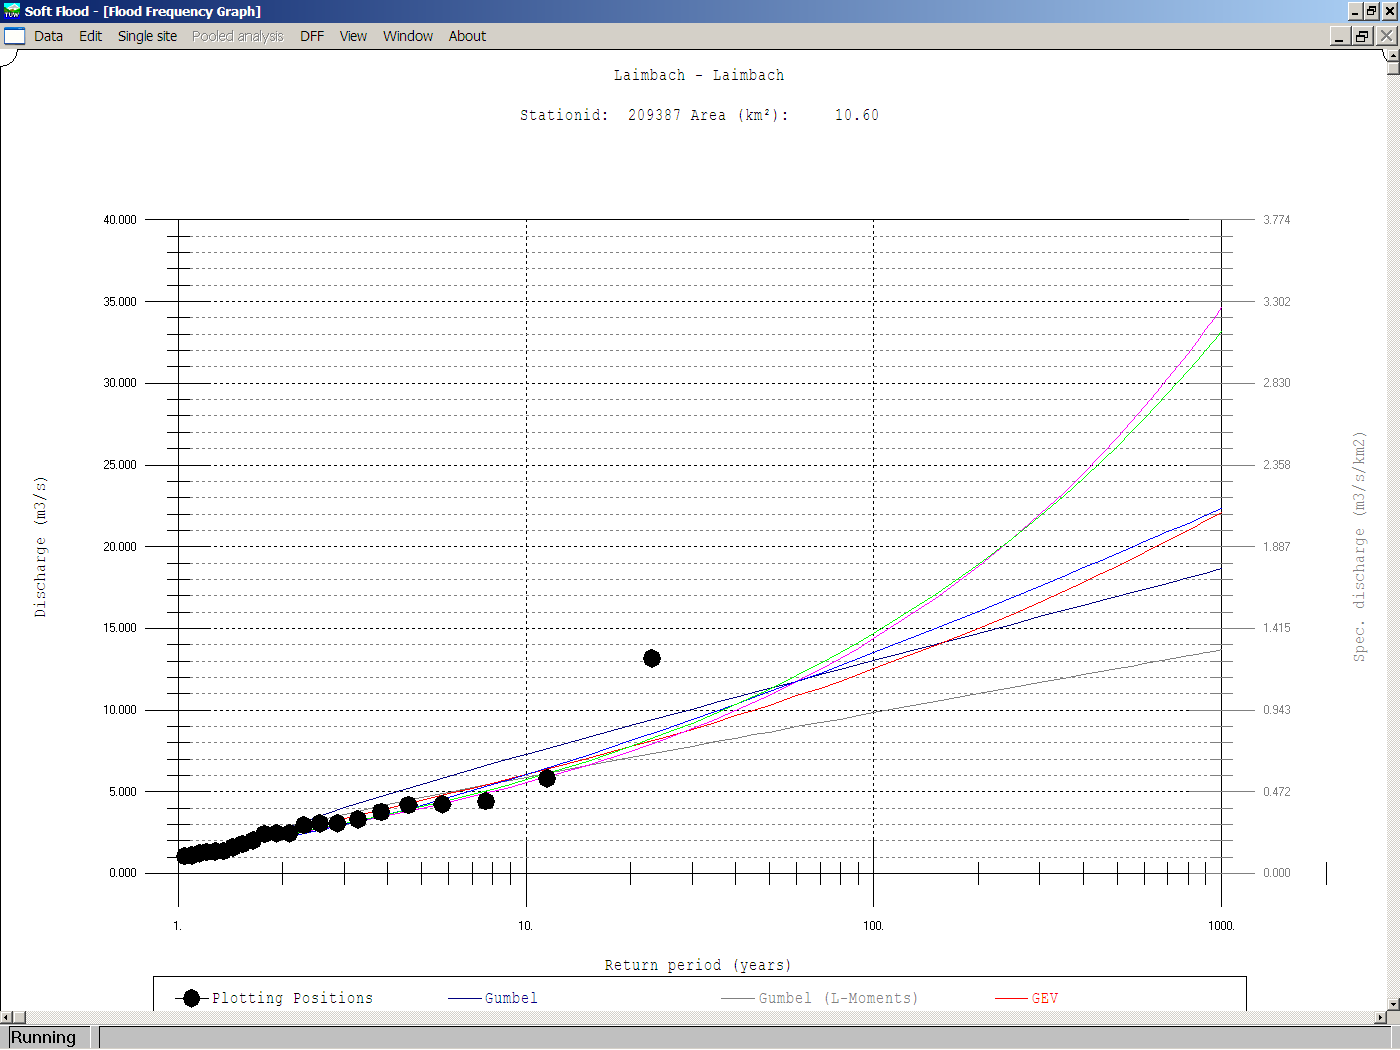 Soft Flood - [Flood Frequency Graph]
Data Edit Single site Pooled analysis DFF View Window About
Laimbach - Laimbach
Stationid: 209387 Area (km²): 10.60
40.000 3.774
35.000 3.302
30.000 2.830
25.000 2.358
20.000 1.887
15.000 1.415
10.000 0.943
5.000 0.472
0.000 0.000
Discharge (m3/s)
Spec. discharge (m3/s/km2)
1. 10. 100. 1000.
Return period (years)
Plotting Positions Gumbel Gumbel (L-Moments) GEV
Running